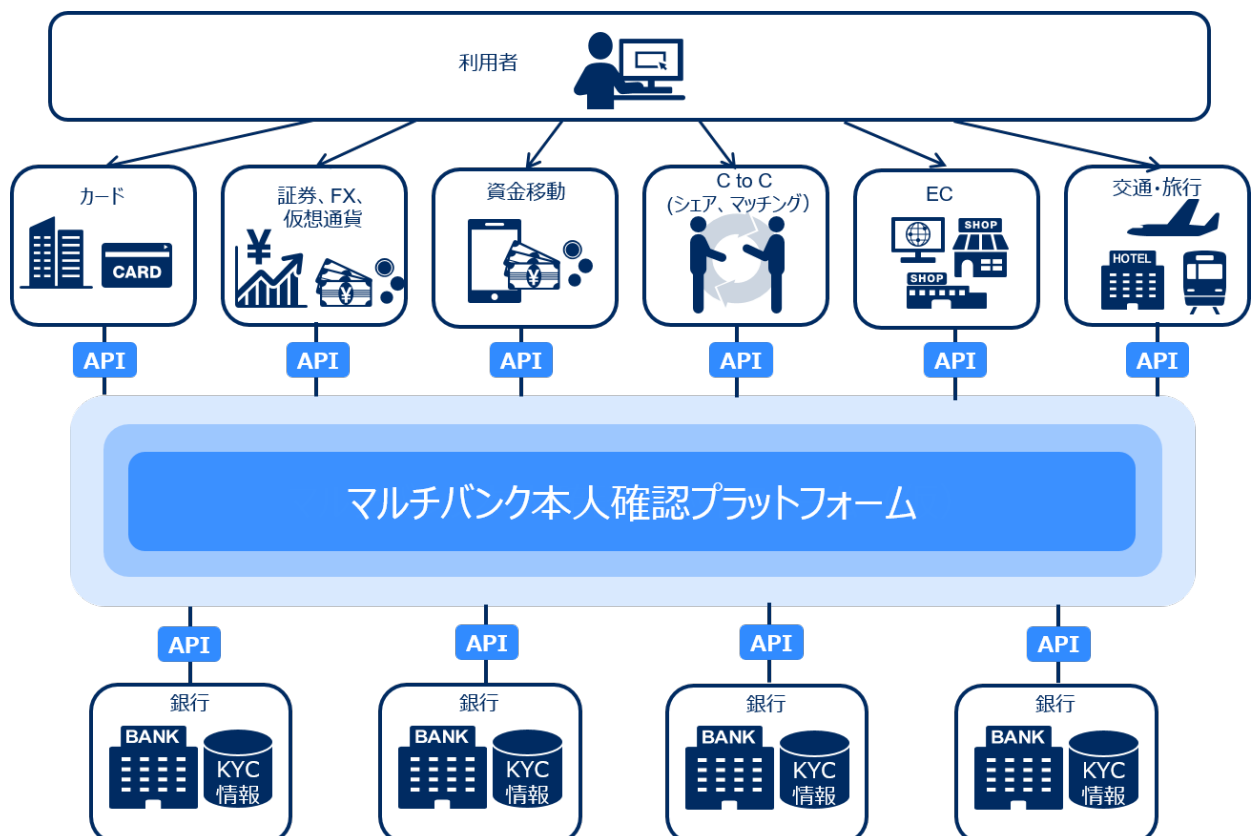 利用者
カード
CARD
証券、FX、
仮想通貨
¥
¥
資金移動
¥
C to C
(シェア、マッチング)
EC
SHOP
SHOP
交通・旅行
HOTEL
API
API
API
API
API
API
マルチバンク本人確認プラットフォーム
API
API
API
API
銀行
BANK
KYC
情報
銀行
BANK
KYC
情報
銀行
BANK
KYC
情報
銀行
BANK
KYC
情報